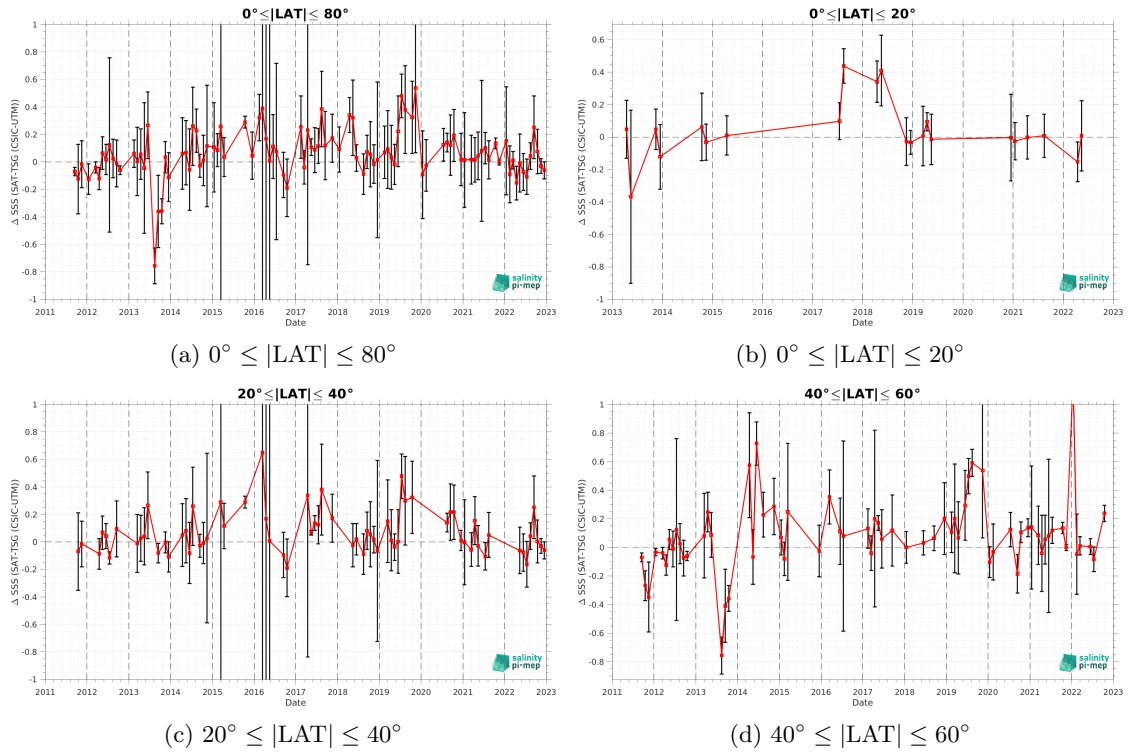 0°≤|LAT|≤ 80°
1
0.8
0.6
0.4
0.2
0
-0.2
-0.4
-0.6
-0.8
-1
Δ SSS (SAT-TSG (CSIC-UTM))
2011 2012 2013 2014 2015 2016 2017 2018 2019 2020 2021 2022 2023
Date
salinity
pi-mep
(a) 0° ≤ |LAT| ≤ 80°
0°≤|LAT|≤ 20°
0.6
0.4
0.2
0
-0.2
-0.4
-0.6
-0.8
-1
Δ SSS (SAT-TSG (CSIC-UTM))
2013 2014 2015 2016 2017 2018 2019 2020 2021 2022 2023
Date
salinity
pi-mep
(b) 0° ≤ |LAT| ≤ 20°
20°≤|LAT|≤ 40°
1
0.8
0.6
0.4
0.2
0
-0.2
-0.4
-0.6
-0.8
-1
Δ SSS (SAT-TSG (CSIC-UTM))
2011 2012 2013 2014 2015 2016 2017 2018 2019 2020 2021 2022 2023
Date
salinity
pi-mep
(c) 20° ≤ |LAT| ≤ 40°
40°≤|LAT|≤ 60°
1
0.8
0.6
0.4
0.2
0
-0.2
-0.4
-0.6
-0.8
Δ SSS (SAT-TSG (CSIC-UTM))
2011 2012 2013 2014 2015 2016 2017 2018 2019 2020 2021 2022 2023
Date
salinity
pi-mep
(d) 40° ≤ |LAT| ≤ 60°